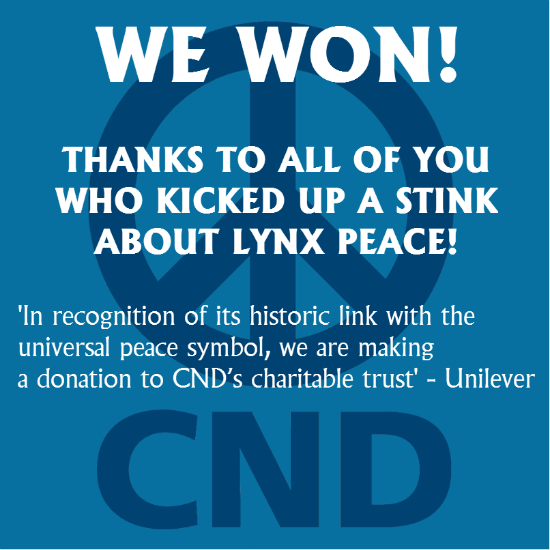 WE WON!
THANKS TO ALL OF YOU
WHO KICKED UP A STINK
ABOUT LYNX PEACE!
'In recognition of its historic link with the
universal peace symbol, we are making
a donation to CND's charitable trust' - Unilever
CND